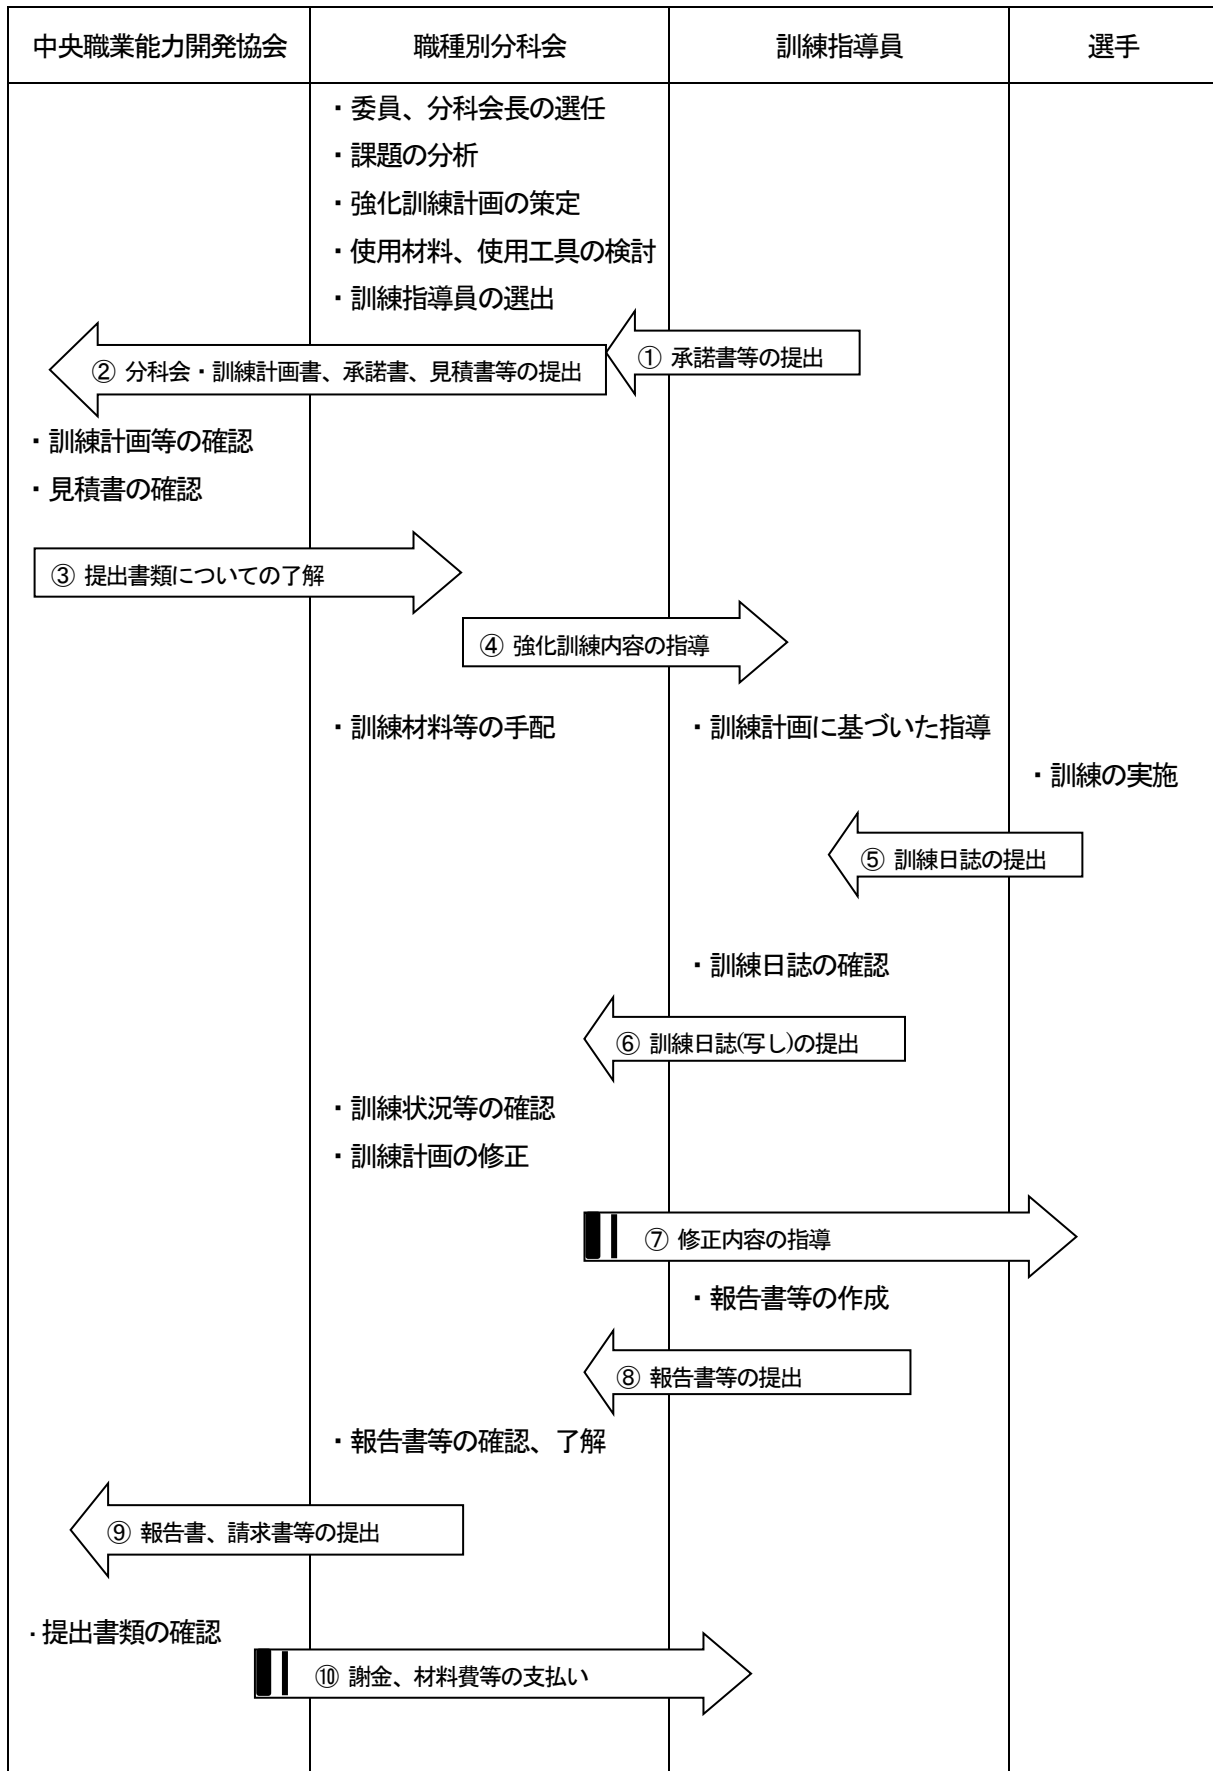 中央職業能力開発協会
職種別分科会
訓練指導員
選手
・委員、分科会長の選任
・課題の分析
・強化訓練計画の策定
・使用材料、使用工具の検討
・訓練指導員の選出
① 承諾書等の提出
② 分科会・訓練計画書、承諾書、見積書等の提出
・訓練計画等の確認
・見積書の確認
③ 提出書類についての了解
④ 強化訓練内容の指導
・訓練材料等の手配
・訓練計画に基づいた指導
・訓練の実施
⑤ 訓練日誌の提出
・訓練日誌の確認
⑥ 訓練日誌(写し)の提出
・訓練状況等の確認
・訓練計画の修正
⑦ 修正内容の指導
・報告書等の作成
⑧ 報告書等の提出
・報告書等の確認、了解
⑨ 報告書、請求書等の提出
・提出書類の確認
⑩ 謝金、材料費等の支払い